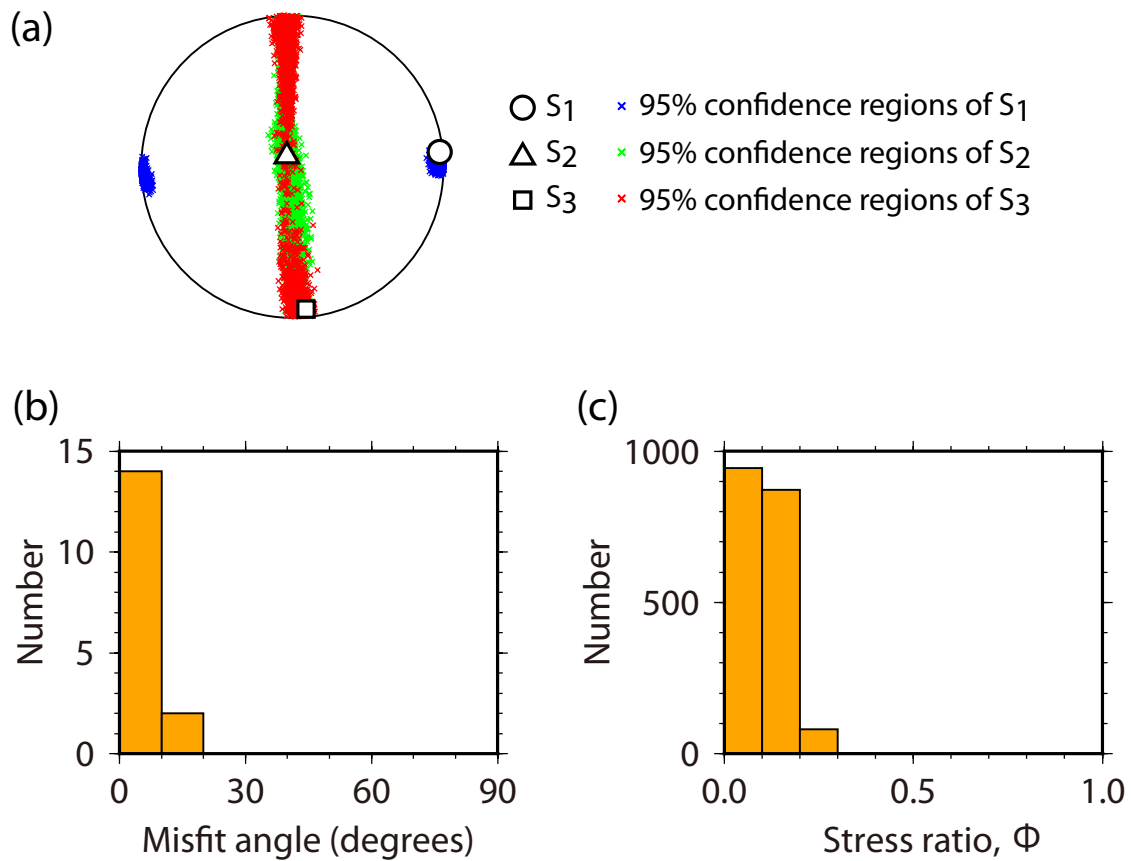 (a)
S1 95% confidence regions of S1
S2 95% confidence regions of S2
S3 95% confidence regions of S3
(b)
15
10
5
0
Number
0 30 60 90
Misfit angle (degrees)
(c)
1000
500
0
Number
0.0 0.5 1.0
Stress ratio, Φ